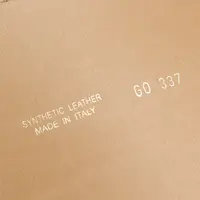 SYNTHETIC LEATHER
MADE IN ITALY
GO 337